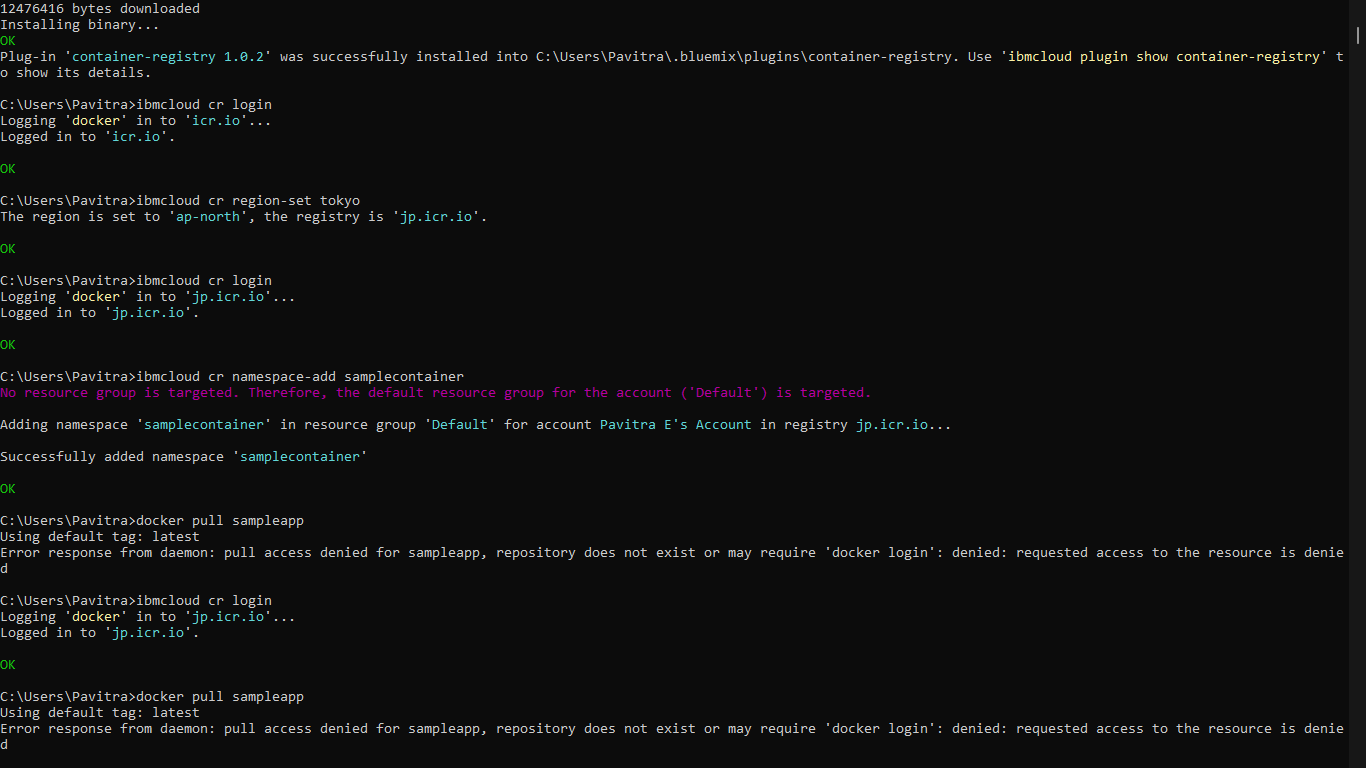 12476416 bytes downloaded
Installing binary...
OK
Plug-in 'container-registry 1.0.2' was successfully installed into C:\Users\Pavitra\.bluemix\plugins\container-registry. Use 'ibmcloud plugin show container-registry' t
o show its details.
C:\Users\Pavitra>ibmcloud cr login
Logging 'docker' in to 'icr.io'...
Logged in to 'icr.io'.
OK
C:\Users\Pavitra>ibmcloud cr region-set tokyo
The region is set to 'ap-north', the registry is 'jp.icr.io'.
OK
C:\Users\Pavitra>ibmcloud cr login
Logging 'docker' in to 'jp.icr.io'...
Logged in to 'jp.icr.io'.
OK
C:\Users\Pavitra>ibmcloud cr namespace-add samplecontainer
No resource group is targeted. Therefore, the default resource group for the account ('Default') is targeted.
Adding namespace 'samplecontainer' in resource group 'Default' for account Pavitra E's Account in registry jp.icr.io...
Successfully added namespace 'samplecontainer'
OK
C:\Users\Pavitra>docker pull sampleapp
Using default tag: latest
Error response from daemon: pull access denied for sampleapp, repository does not exist or may require 'docker login': denied: requested access to the resource is denie
d
C:\Users\Pavitra>ibmcloud cr login
Logging 'docker' in to 'jp.icr.io'...
Logged in to 'jp.icr.io'.
OK
C:\Users\Pavitra>docker pull sampleapp
Using default tag: latest
Error response from daemon: pull access denied for sampleapp, repository does not exist or may require 'docker login': denied: requested access to the resource is denie
d